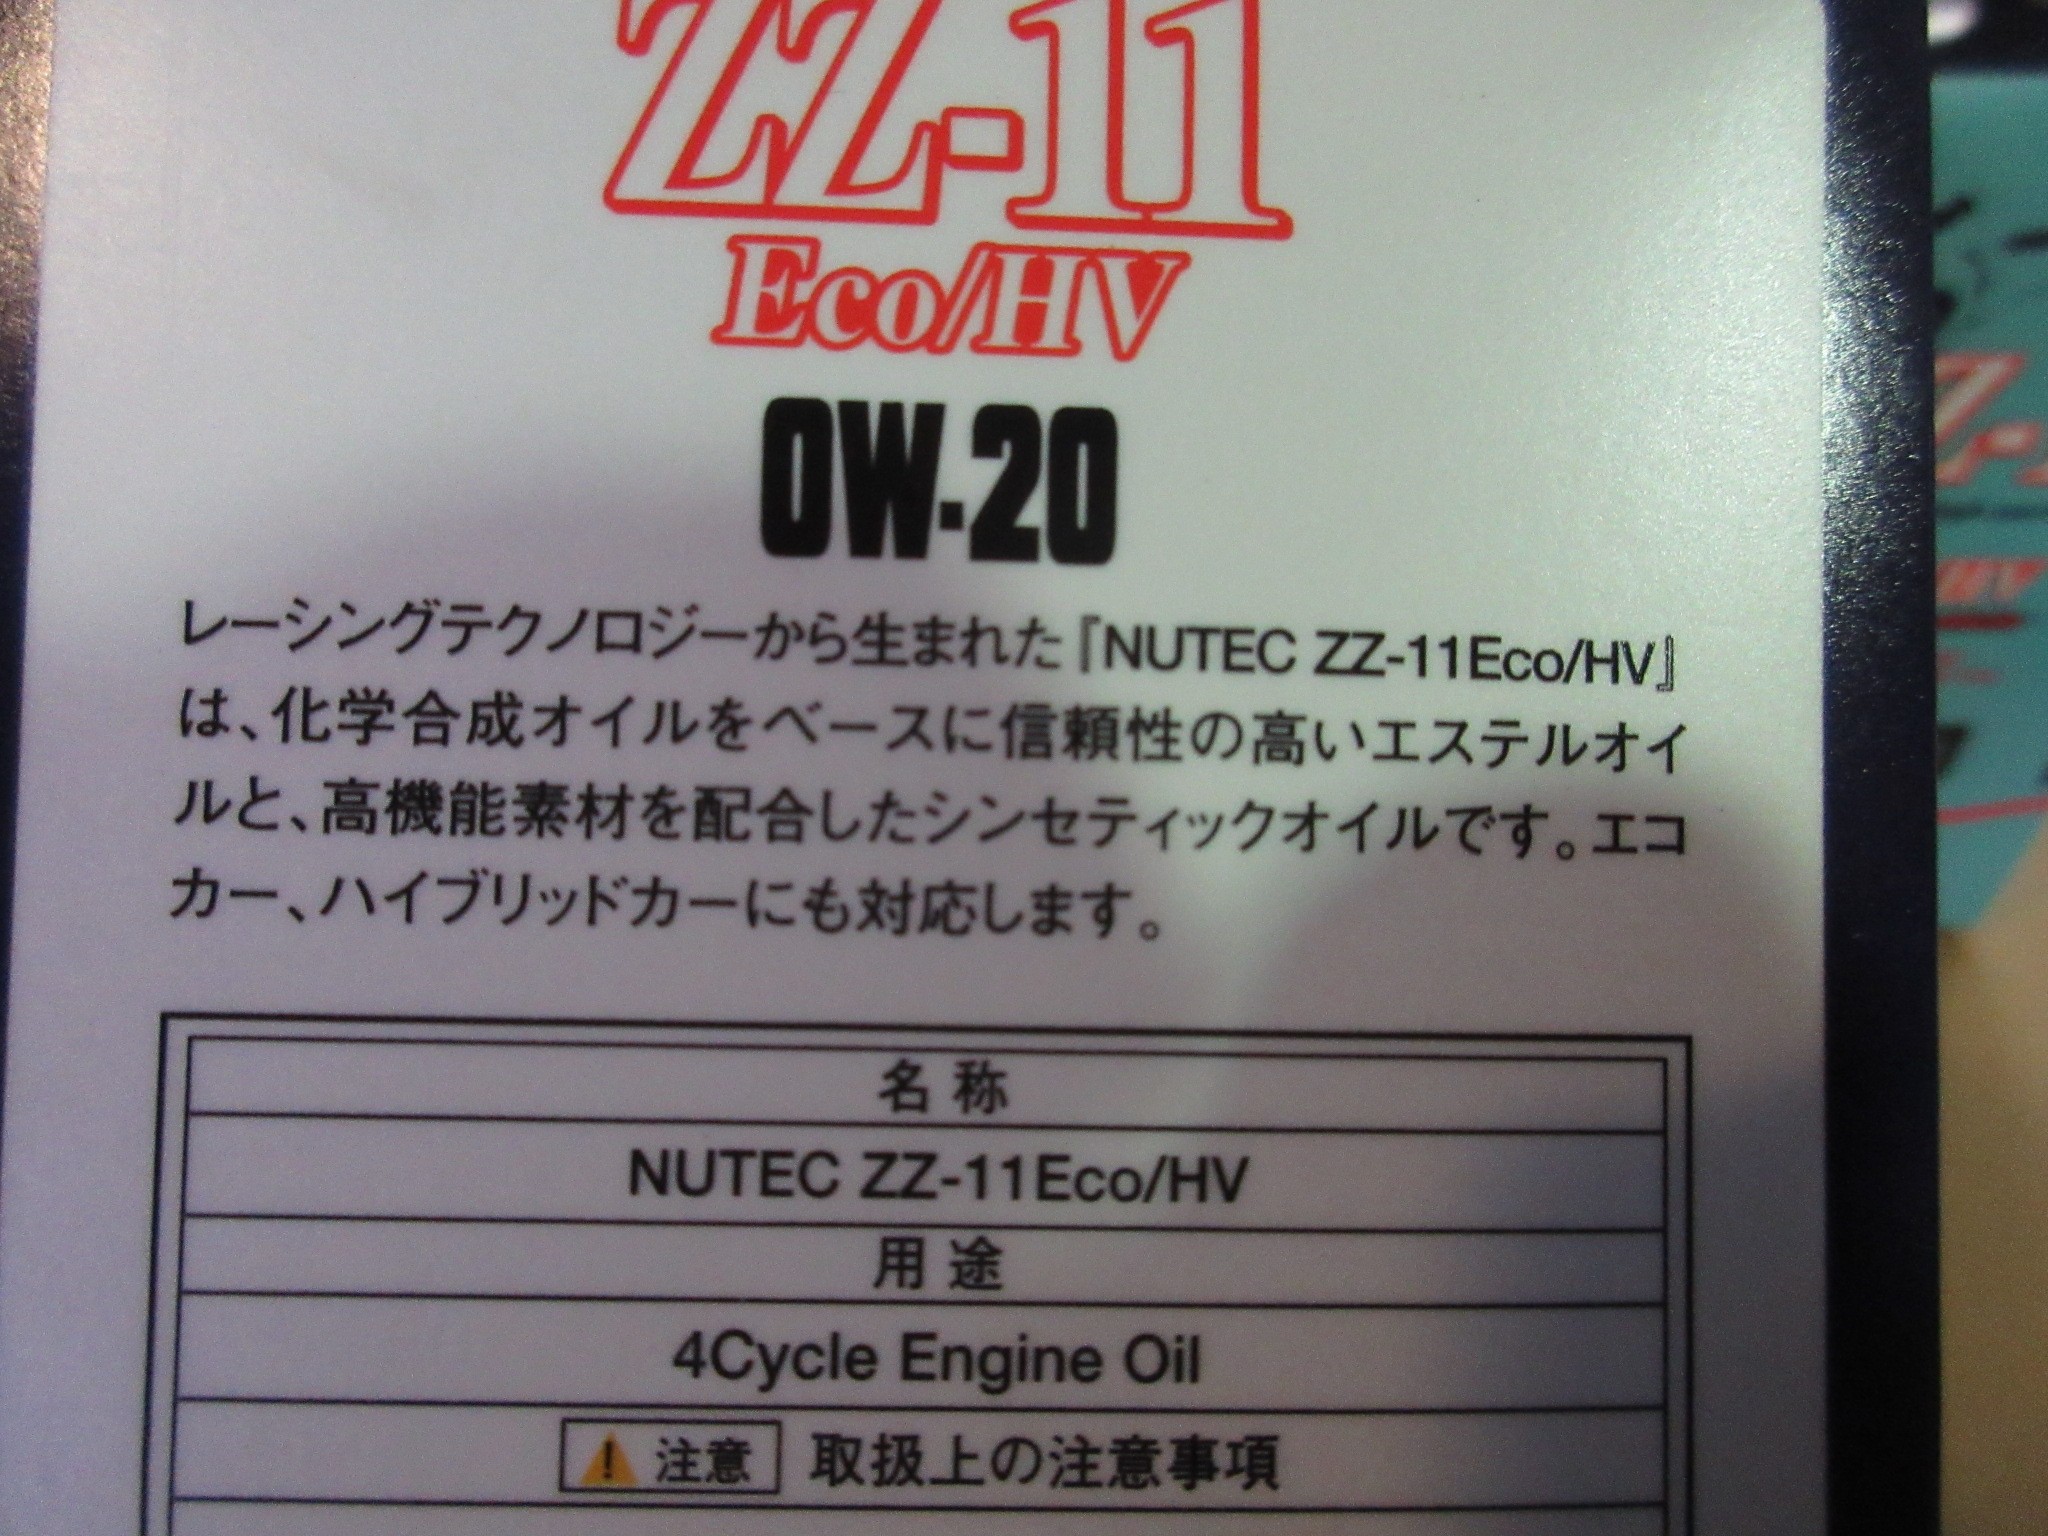 ZZ-11
Eco/HV
0W-20
レーシングテクノロジーから生まれた『NUTEC ZZ-11Eco/HV』
は、化学合成オイルをベースに信頼性の高いエステルオイ
ルと、高機能素材を配合したシンセティックオイルです。エコ
カー、ハイブリッドカーにも対応します。
名称
NUTEC ZZ-11Eco/HV
用途
4Cycle Engine Oil
注意 取扱上の注意事項